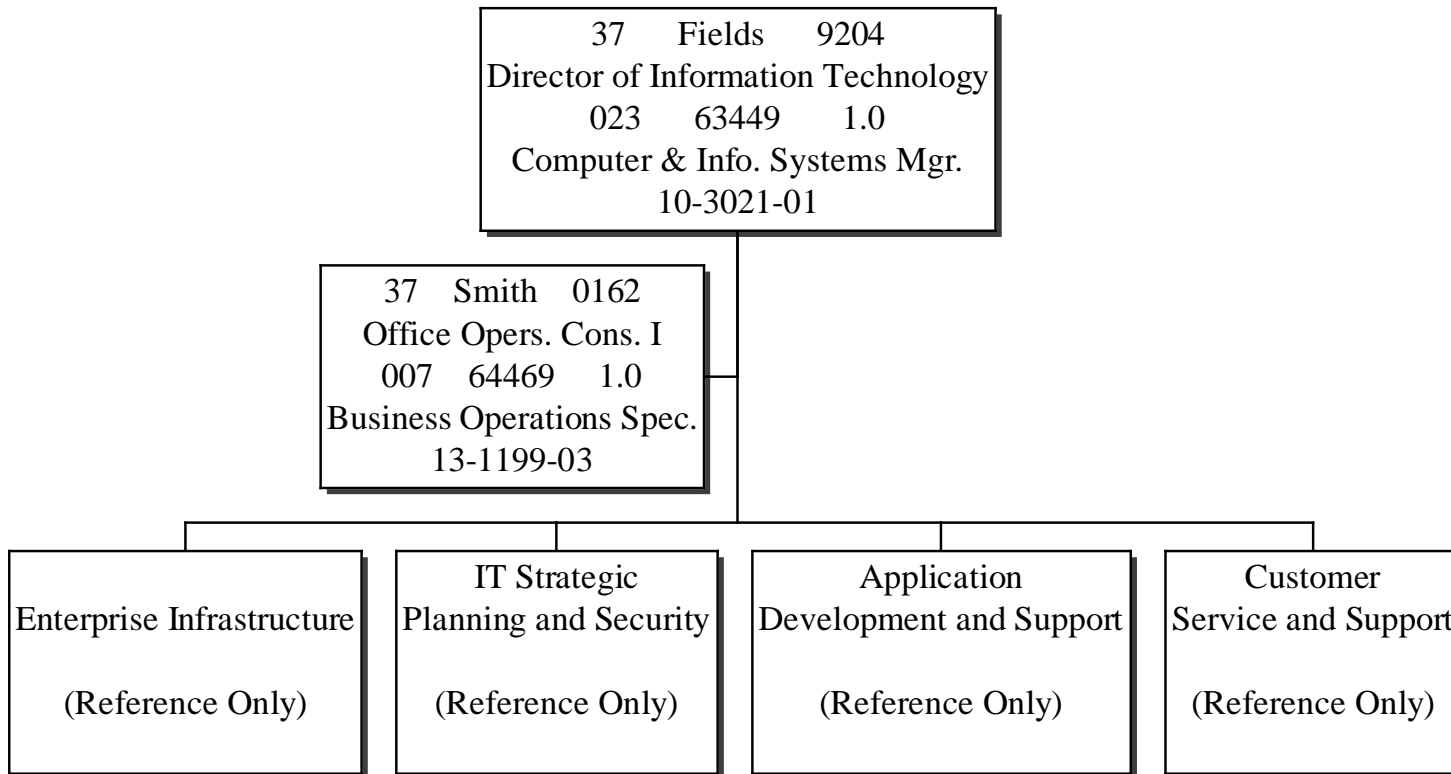 37 Fields 9204
Director of Information Technology
023 63449 1.0
Computer & Info. Systems Mgr.
10-3021-01
37 Smith 0162
Office Opers. Cons. I
007 64469 1.0
Business Operations Spec.
13-1199-03
Enterprise Infrastructure
(Reference Only)
IT Strategic
Planning and Security
(Reference Only)
Application
Development and Support
(Reference Only)
Customer
Service and Support
(Reference Only)